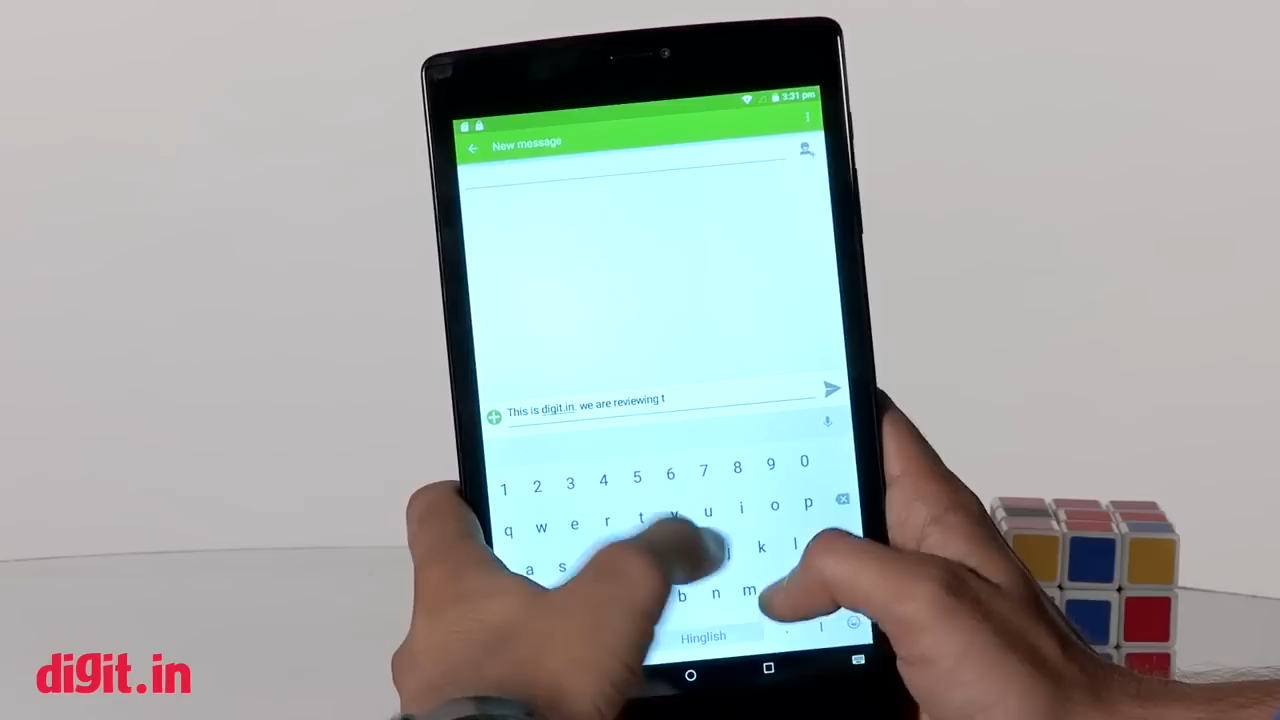 3:31 pm
New message
This is digit.in. we are reviewing t
1 2 3 4 5 6 7 8 9 0
q w e r t y u i o p
a s j k l
b n m
Hinglish .
digit.in